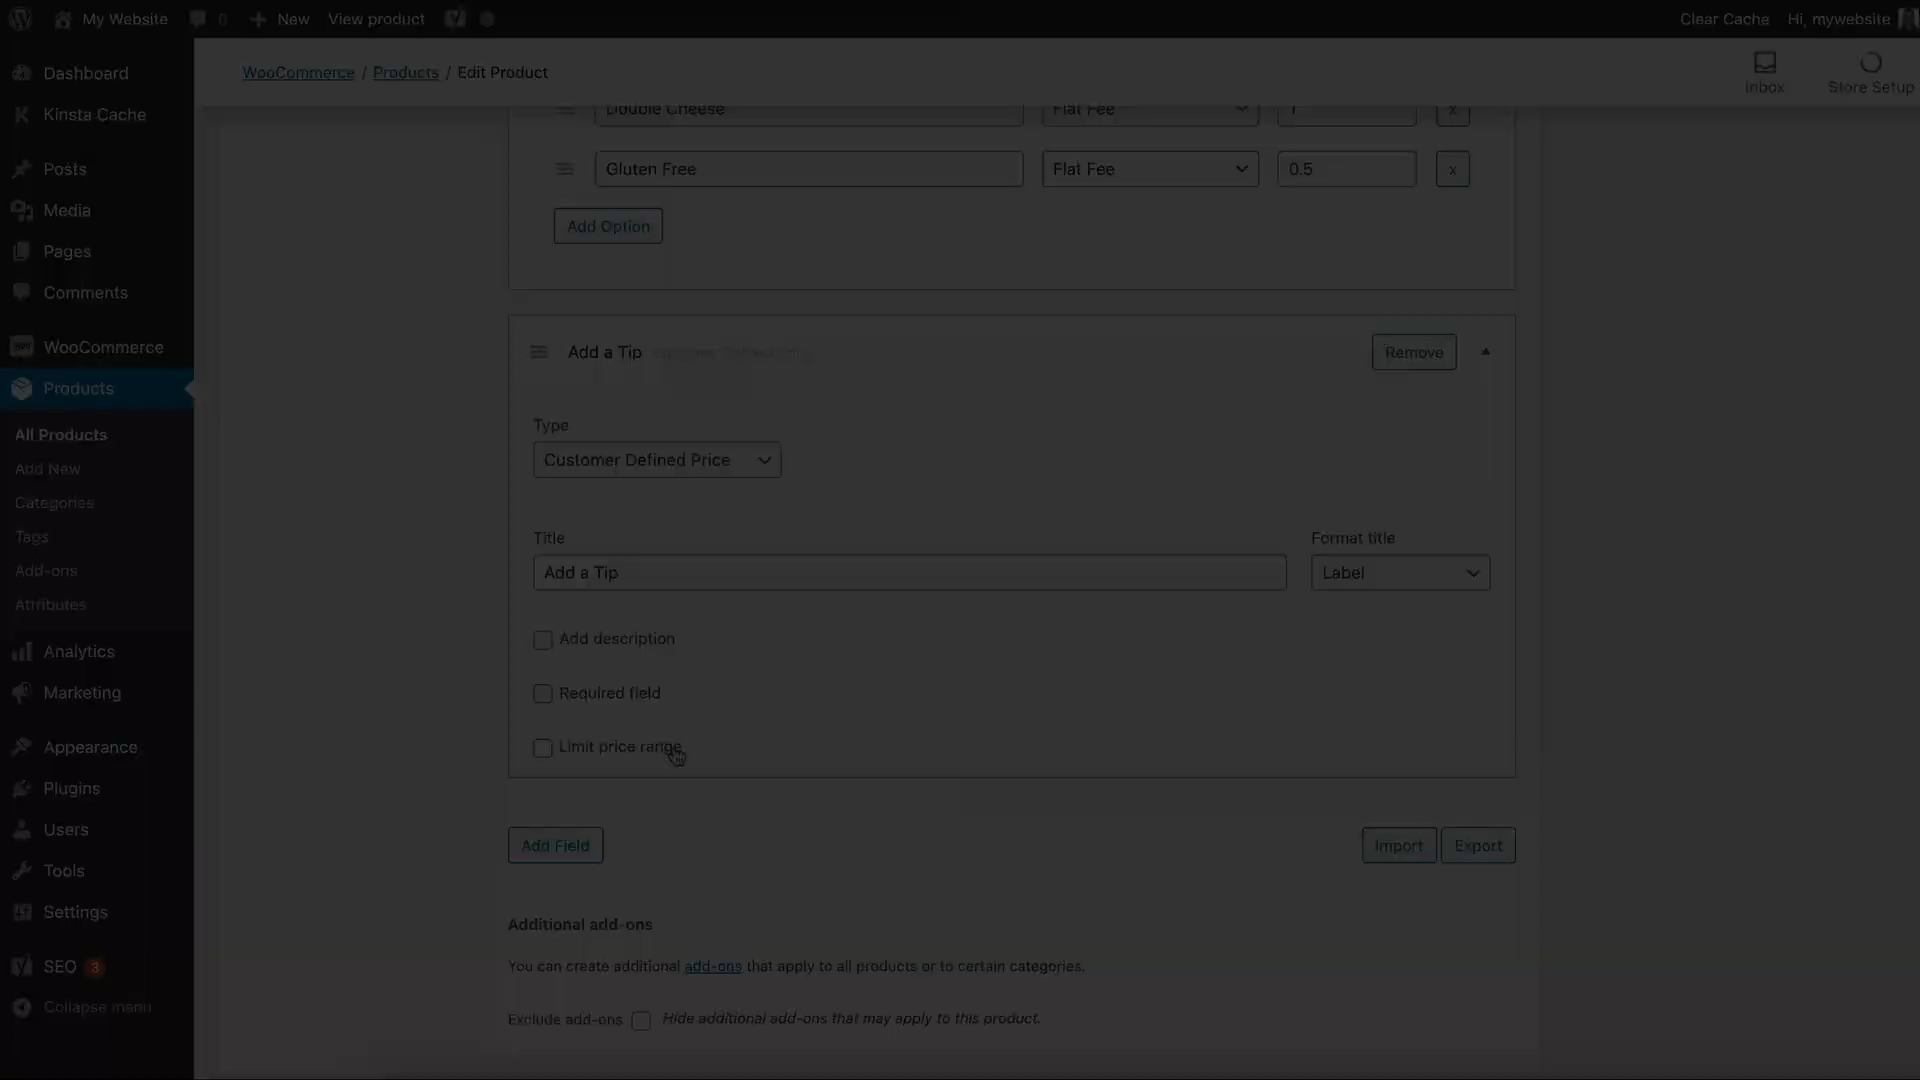 My Website 0 New View product Clear Cache Hi, mywebsite
Dashboard
Kinsta Cache
Posts
Media
Pages
Comments
WooCommerce
Products
All Products
Add New
Categories
Tags
Add-ons
Attributes
Analytics
Marketing
Appearance
Plugins
Users
Tools
Settings
SEO 3
Collapse menu
WooCommerce / Products / Edit Product
Inbox
Store Setup
Double Cheese Flat Fee 1 x
Gluten Free Flat Fee 0.5 x
Add Option
Add a Tip Remove
Type
Customer Defined Price
Title Format title
Add a Tip Label
Add description
Required field
Limit price range
Add Field Import Export
Additional add-ons
You can create additional add-ons that apply to all products or to certain categories.
Exclude add-ons Hide additional add-ons that may apply to this product.